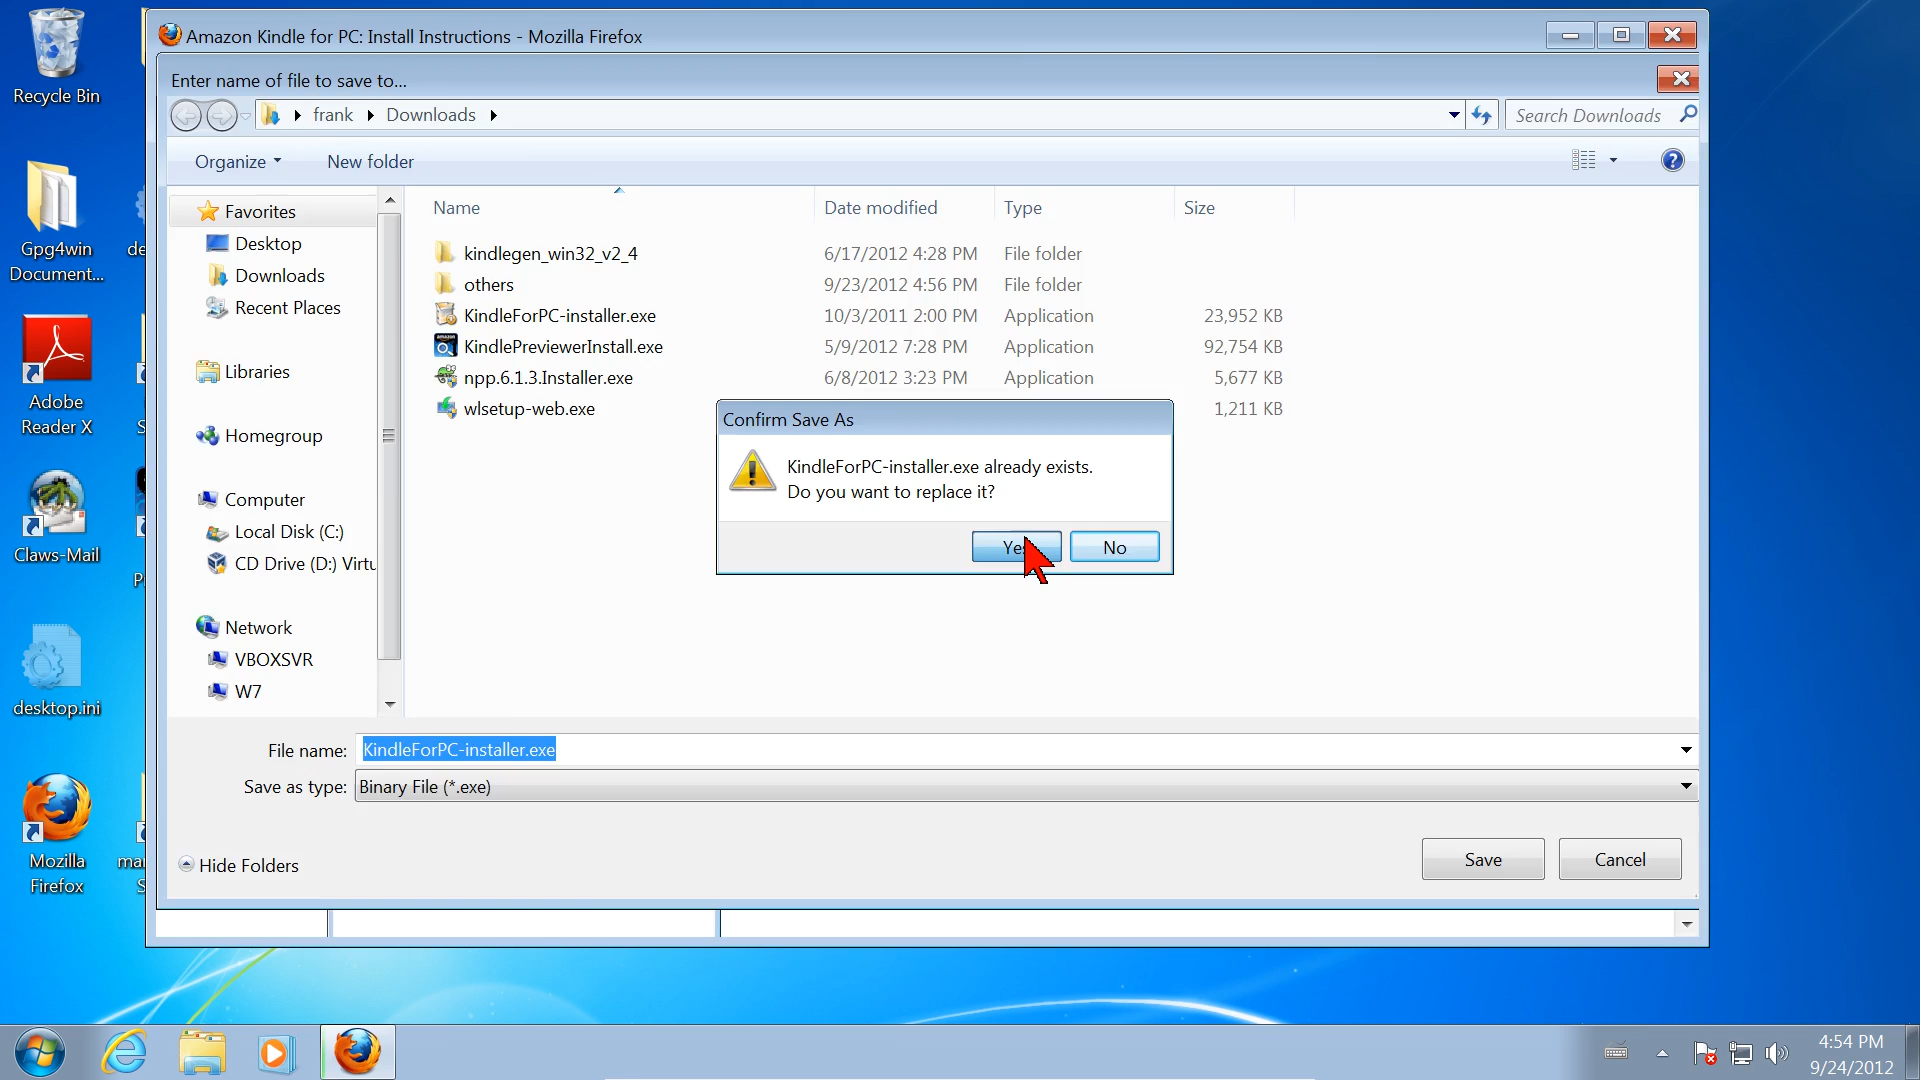 Recycle Bin
Gpg4win
Document...
Adobe
Reader X
Claws-Mail
desktop.ini
Mozilla
Firefox
Amazon Kindle for PC: Install Instructions - Mozilla Firefox
Enter name of file to save to...
frank Downloads
Search Downloads
Organize New folder
Favorites
Desktop
Downloads
Recent Places
Libraries
Homegroup
Computer
Local Disk (C:)
CD Drive (D:) Virtu
Network
VBOXSVR
W7
Name Date modified Type Size
kindlegen_win32_v2_4 6/17/2012 4:28 PM File folder
others 9/23/2012 4:56 PM File folder
KindleForPC-installer.exe 10/3/2011 2:00 PM Application 23,952 KB
KindlePreviewerInstall.exe 5/9/2012 7:28 PM Application 92,754 KB
npp.6.1.3.Installer.exe 6/8/2012 3:23 PM Application 5,677 KB
wlsetup-web.exe 1,211 KB
Confirm Save As
KindleForPC-installer.exe already exists.
Do you want to replace it?
Yes No
File name: KindleForPC-installer.exe
Save as type: Binary File (*.exe)
Hide Folders
Save Cancel
4:54 PM
9/24/2012